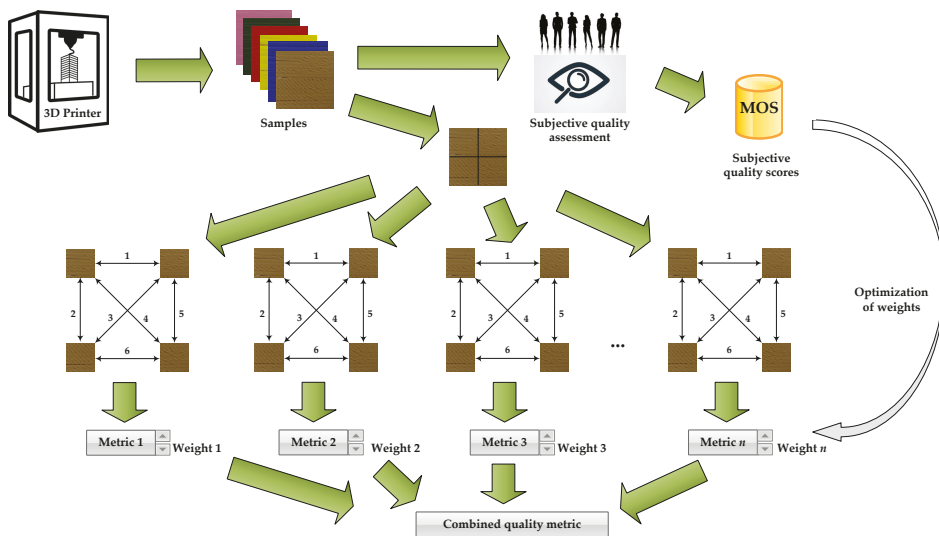 3D Printer
Samples
Subjective quality
assessment
MOS
Subjective
quality scores
1
2
3
4
5
6
1
2
3
4
5
6
1
2
3
4
5
6
...
1
2
3
4
5
6
Optimization
of weights
Metric 1
Weight 1
Metric 2
Weight 2
Metric 3
Weight 3
Metric n
Weight n
Combined quality metric